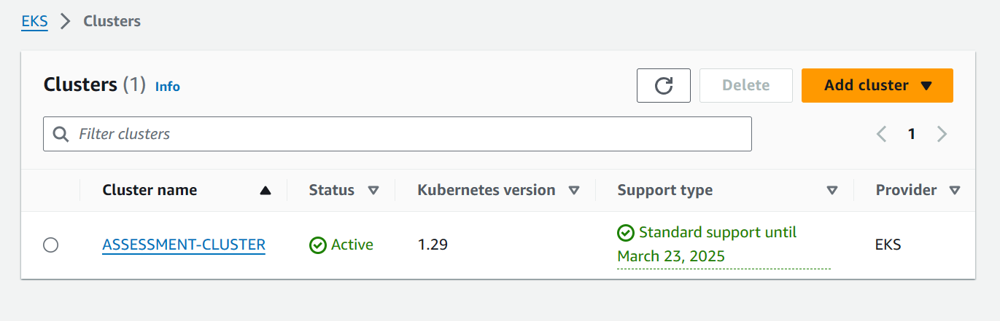 EKS Clusters
Clusters (1) Info
Delete
Add cluster
Filter clusters
1
Cluster name Status Kubernetes version Support type Provider
ASSESSMENT-CLUSTER Active 1.29 Standard support until March 23, 2025 EKS